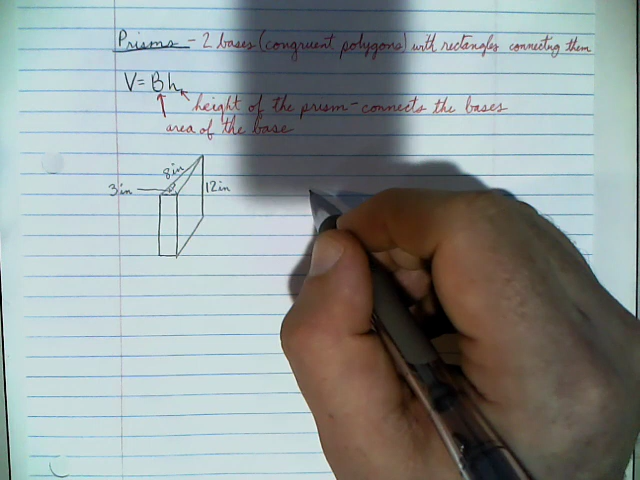 Prisms - 2 bases (congruent polygons) with rectangles connecting them
V = Bh
height of the prism - connects the bases
area of the base
8in
3in
12in